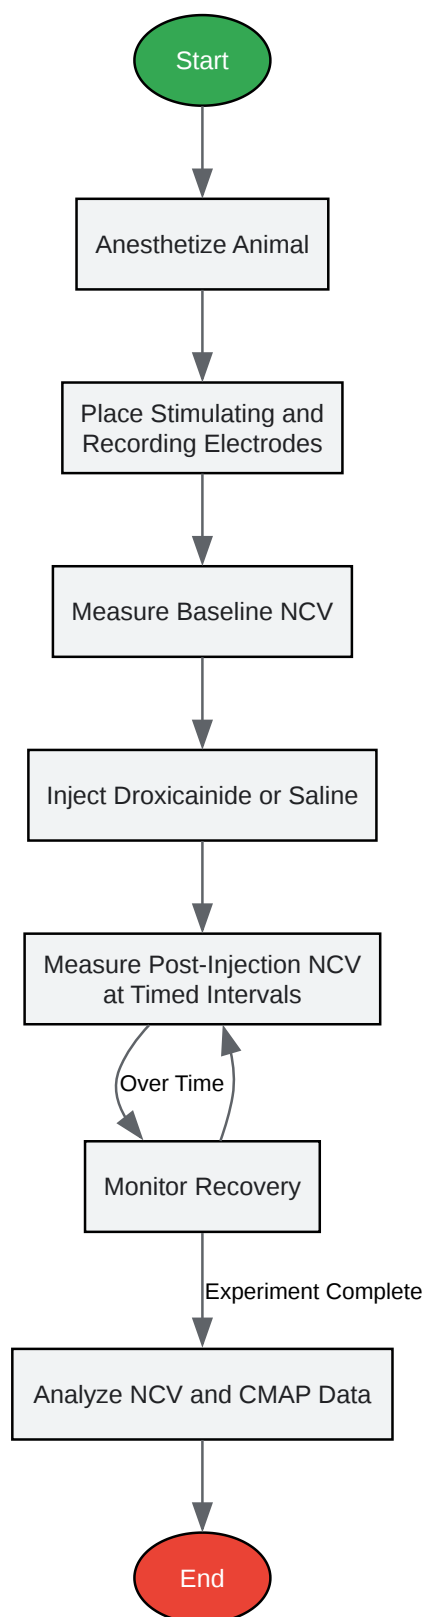 Start
Anesthetize Animal
Place Stimulating and
Recording Electrodes
Measure Baseline NCV
Inject Droxicainide or Saline
Measure Post-Injection NCV
at Timed Intervals
Over Time
Monitor Recovery
Experiment Complete
Analyze NCV and CMAP Data
End